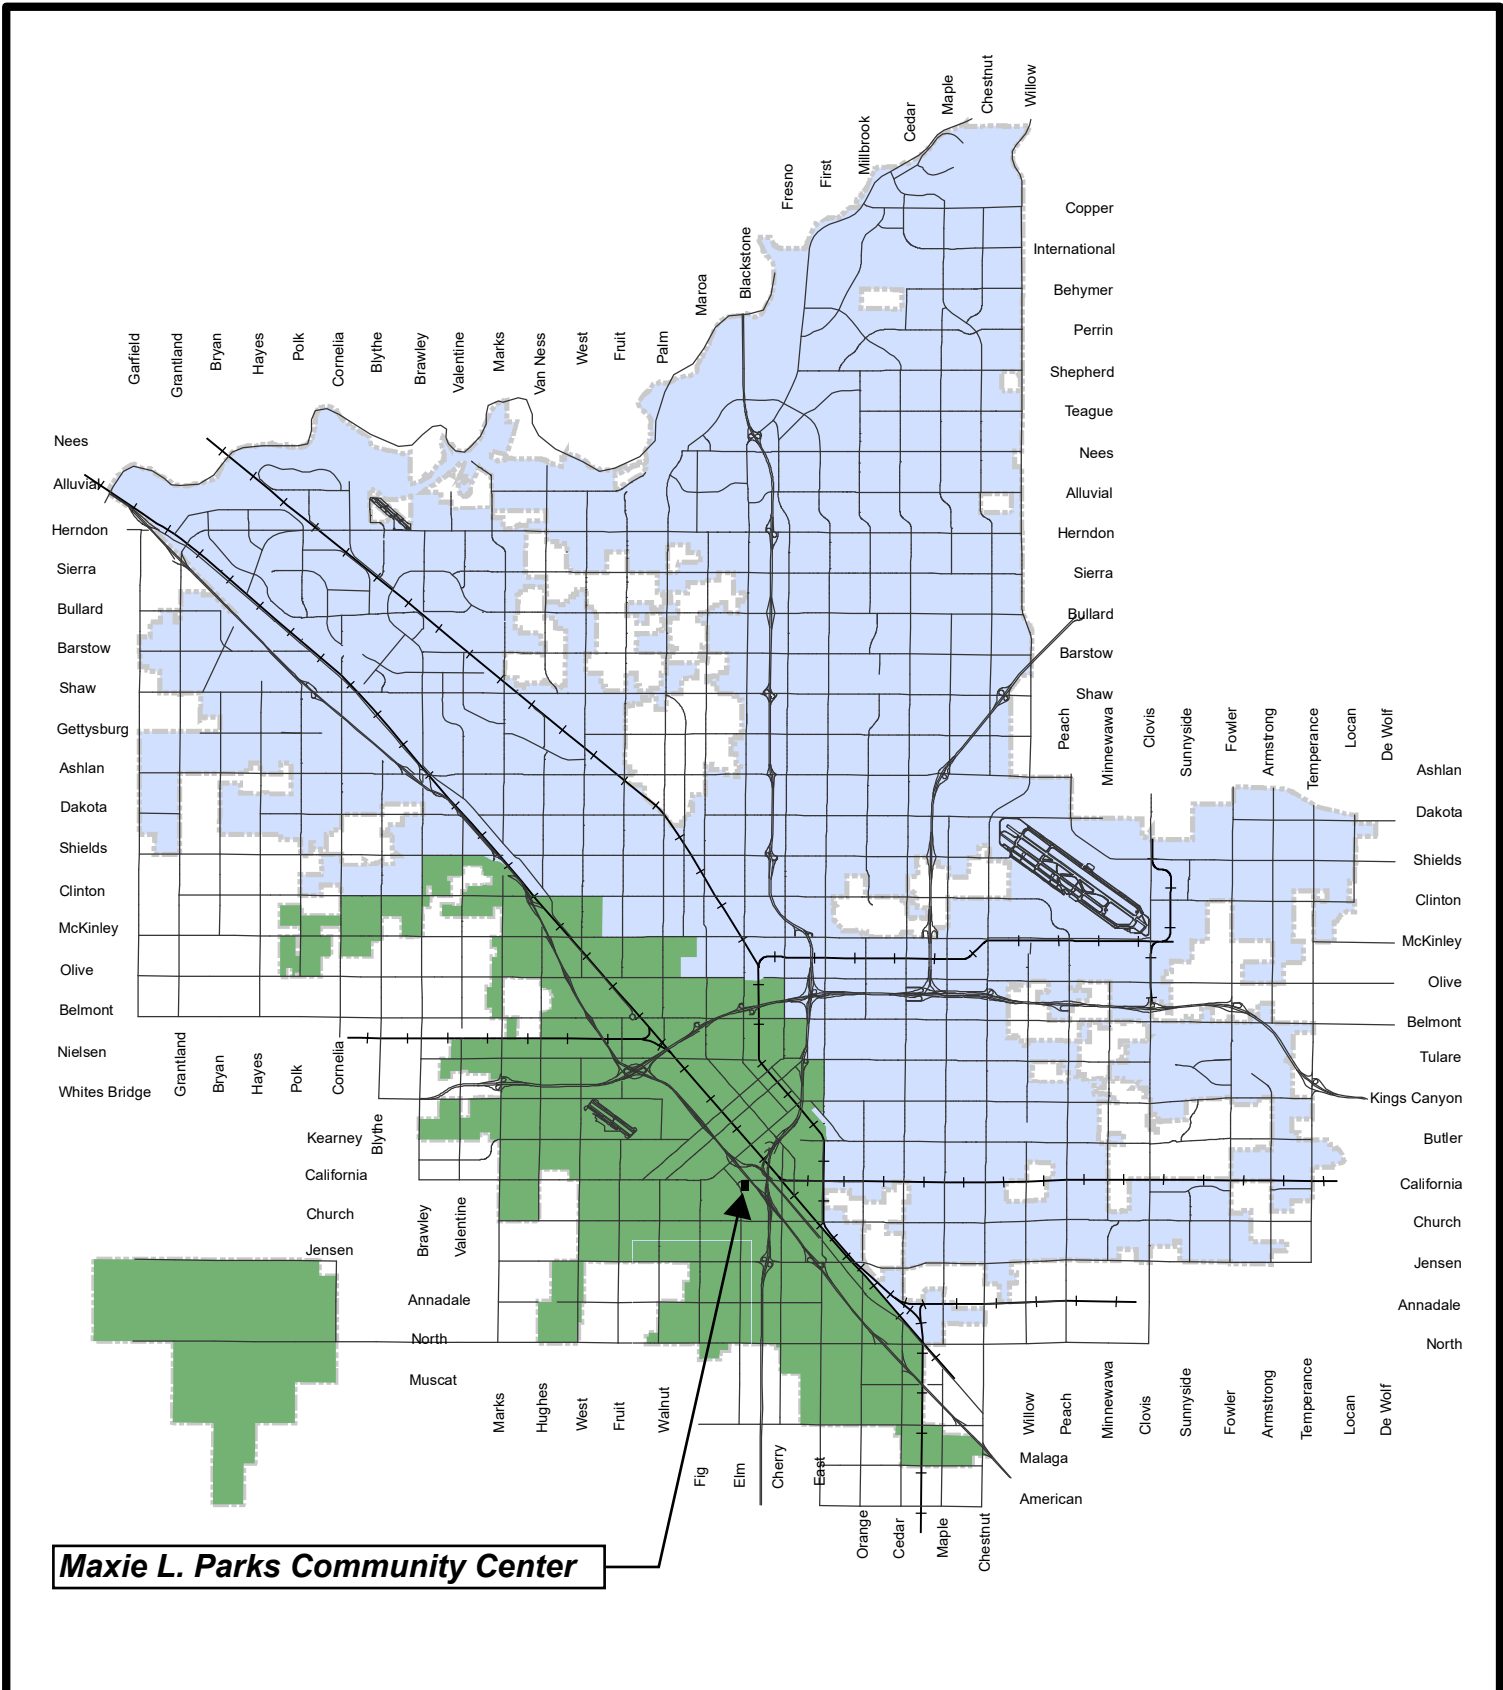 Chestnut
Willow
Maple
Cedar
Millbrook
First
Fresno
Blackstone
Maroa
Copper
International
Behymer
Perrin
Shepherd
Teague
Nees
Alluvial
Herndon
Sierra
Bullard
Barstow
Shaw
Garfield
Grantland
Bryan
Hayes
Polk
Cornelia
Blythe
Brawley
Valentine
Marks
Van Ness
West
Fruit
Palm
Nees
Alluvial
Herndon
Sierra
Bullard
Barstow
Shaw
Gettysburg
Ashlan
Dakota
Shields
Clinton
McKinley
Olive
Belmont
Nielsen
Whites Bridge
Peach
Minnewawa
Clovis
Sunnyside
Fowler
Armstrong
Temperance
Locan
De Wolf
Ashlan
Dakota
Shields
Clinton
McKinley
Olive
Belmont
Tulare
Kings Canyon
Butler
California
Church
Jensen
Annadale
North
Grantland
Bryan
Hayes
Polk
Cornelia
Blythe
Kearney
California
Church
Jensen
Brawley
Valentine
Annadale
North
Muscat
Marks
Hughes
West
Fruit
Walnut
Fig
Elm
Cherry
East
Orange
Cedar
Maple
Chestnut
Willow
Peach
Minnewawa
Clovis
Sunnyside
Fowler
Armstrong
Temperance
Locan
De Wolf
Malaga
American
Maxie L. Parks Community Center